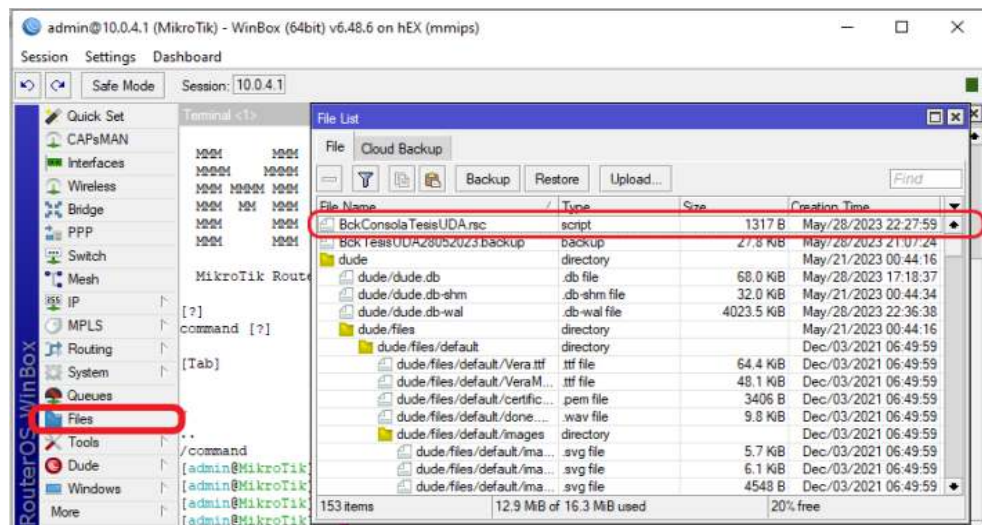 admin@10.0.4.1 (MikroTik) - WinBox (64bit) v6.48.6 on hEX (mmips)
Session Settings Dashboard
Safe Mode Session: 10.0.4.1
RouterOS WinBox
Quick Set
CAPsMAN
Interfaces
Wireless
Bridge
PPP
Switch
Mesh
IP
MPLS
Routing
System
Queues
Files
Tools
Dude
Windows
More
Terminal <1>
MMM MMM
MMMM MMMM
MMM MMMM MMM
MMM MM MMM
MMM MMM
MMM MMM
MikroTik Route
[?]
command [?]
[Tab]
..
/command
[admin@MikroTik]
[admin@MikroTik]
[admin@MikroTik]
[admin@MikroTik]
File List
File Cloud Backup
Backup Restore Upload... Find
File Name / Type Size Creation Time
BckConsolaTesisUDA.rsc script 1317 B May/28/2023 22:27:59
BckTesisUDA28052023.backup backup 27.8 KiB May/28/2023 21:07:24
dude directory May/21/2023 00:44:16
dude/dude.db .db file 68.0 KiB May/28/2023 17:18:37
dude/dude.db-shm .db-shm file 32.0 KiB May/21/2023 00:44:34
dude/dude.db-wal .db-wal file 4023.5 KiB May/28/2023 22:36:38
dude/files directory May/21/2023 00:44:16
dude/files/default directory Dec/03/2021 06:49:59
dude/files/default/Vera.ttf .ttf file 64.4 KiB Dec/03/2021 06:49:59
dude/files/default/VeraM... .ttf file 48.1 KiB Dec/03/2021 06:49:59
dude/files/default/certific... .pem file 3406 B Dec/03/2021 06:49:59
dude/files/default/done.... .wav file 9.8 KiB Dec/03/2021 06:49:59
dude/files/default/images directory Dec/03/2021 06:49:59
dude/files/default/ima... .svg file 5.7 KiB Dec/03/2021 06:49:59
dude/files/default/ima... .svg file 6.1 KiB Dec/03/2021 06:49:59
dude/files/default/ima... .svg file 4548 B Dec/03/2021 06:49:59
153 items 12.9 MiB of 16.3 MiB used 20% free